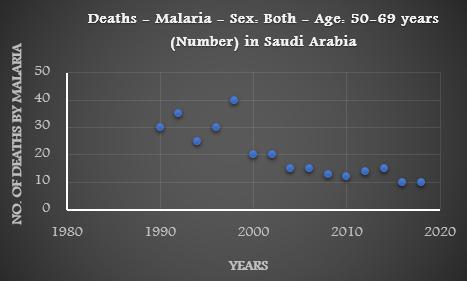 Deaths - Malaria - Sex: Both - Age: 50-69 years
(Number) in Saudi Arabia
NO. OF DEATHS BY MALARIA
50
40
30
20
10
0
1980 1990 2000 2010 2020
YEARS